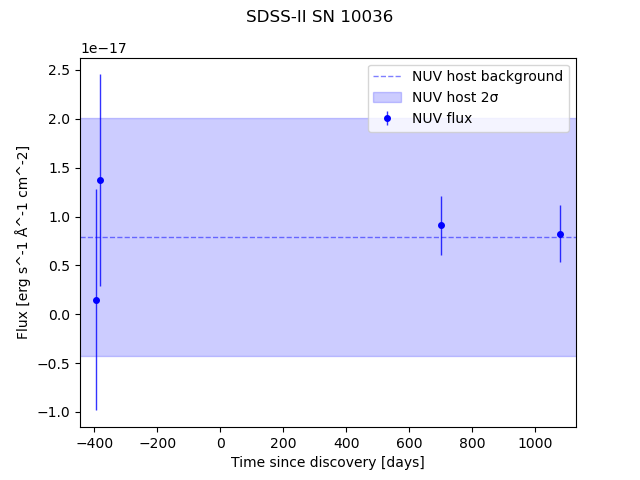 SDSS-II SN 10036
1e−17
NUV host background
NUV host 2σ
NUV flux
2.5
2.0
1.5
1.0
0.5
0.0
−0.5
−1.0
Flux [erg s^-1 Å^-1 cm^-2]
−400
−200
0
200
400
600
800
1000
Time since discovery [days]